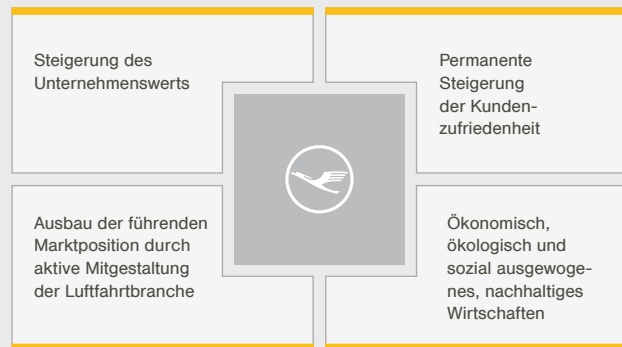 Steigerung des
Unternehmenswerts
Permanente
Steigerung
der Kunden-
zufriedenheit
Ausbau der führenden
Marktposition durch
aktive Mitgestaltung
der Luftfahrtbranche
Ökonomisch,
ökologisch und
sozial ausgewoge-
nes, nachhaltiges
Wirtschaften